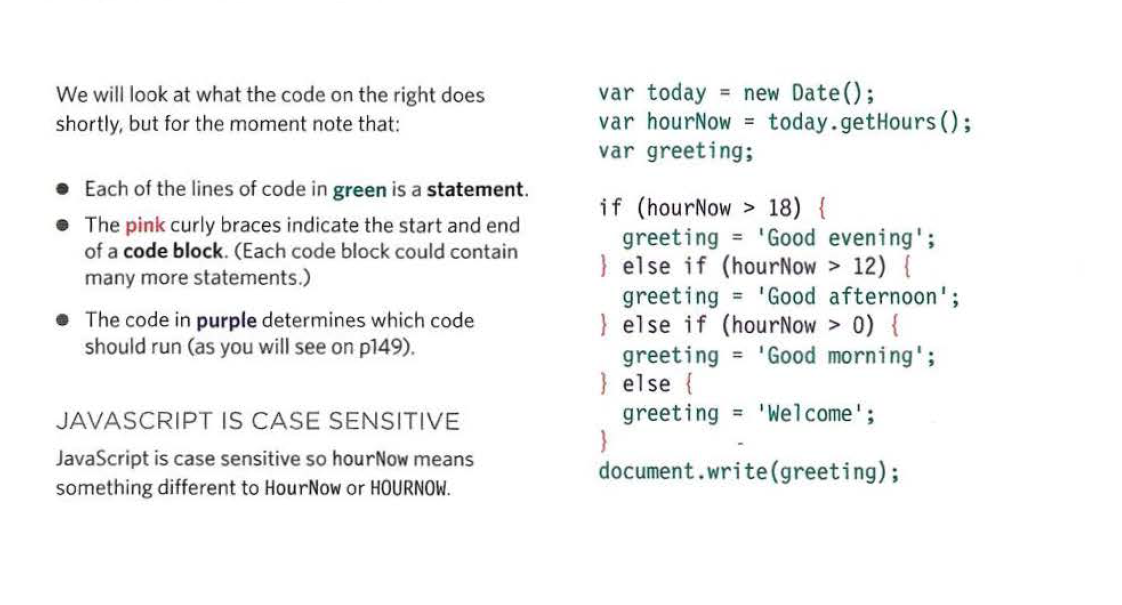 We will look at what the code on the right does
shortly, but for the moment note that:
● Each of the lines of code in green is a statement.
● The pink curly braces indicate the start and end
of a code block. (Each code block could contain
many more statements.)
● The code in purple determines which code
should run (as you will see on p149).
JAVASCRIPT IS CASE SENSITIVE
JavaScript is case sensitive so hourNow means
something different to HourNow or HOURNOW.
var today = new Date();
var hourNow = today.getHours();
var greeting;
if (hourNow > 18) {
greeting = 'Good evening';
} else if (hourNow > 12) {
greeting = 'Good afternoon';
} else if (hourNow > 0) {
greeting = 'Good morning';
} else {
greeting = 'Welcome';
}
document.write(greeting);